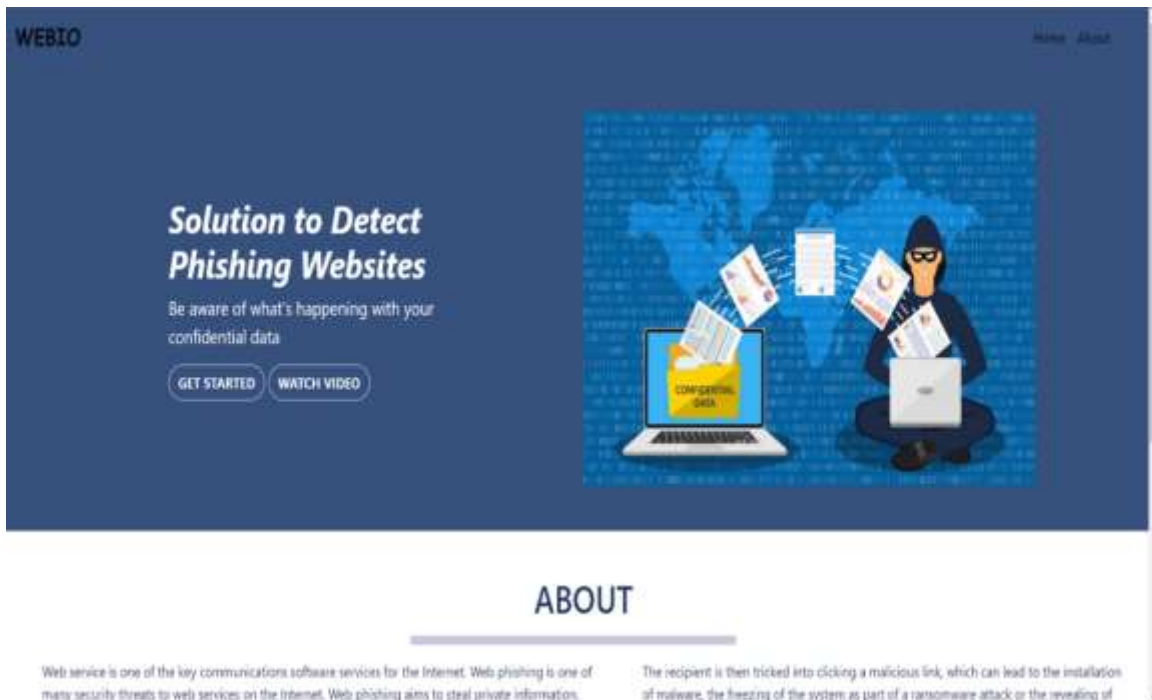 WEBIO
Home About
Solution to Detect
Phishing Websites
Be aware of what's happening with your
confidential data
GET STARTED WATCH VIDEO
CONFIDENTIAL
DATA
ABOUT
Web service is one of the key communications software services for the Internet. Web phishing is one of
many security threats to web services on the Internet. Web phishing aims to steal private information,
The recipient is then tricked into clicking a malicious link, which can lead to the installation
of malware, the freezing of the system as part of a ransomware attack or the revealing of